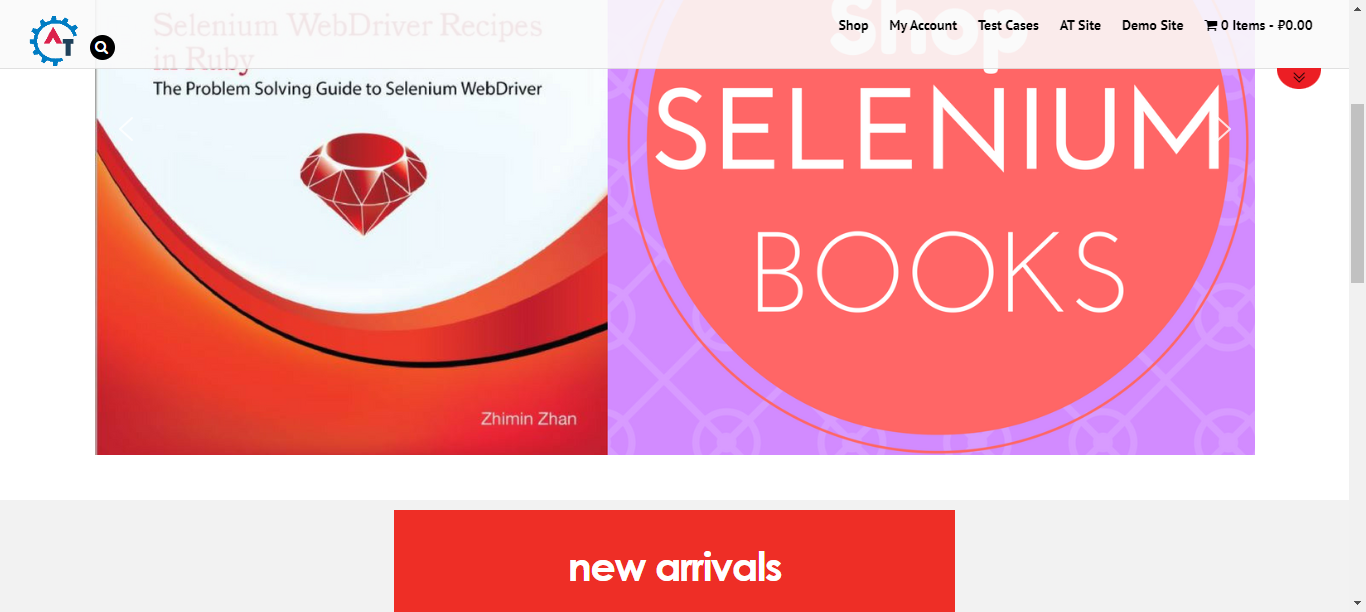 AT
Shop
My Account
Test Cases
AT Site
Demo Site
0 Items - ₽0.00
Selenium WebDriver Recipes
in Ruby
The Problem Solving Guide to Selenium WebDriver
Zhimin Zhan
Shop
SELENIUM
BOOKS
new arrivals